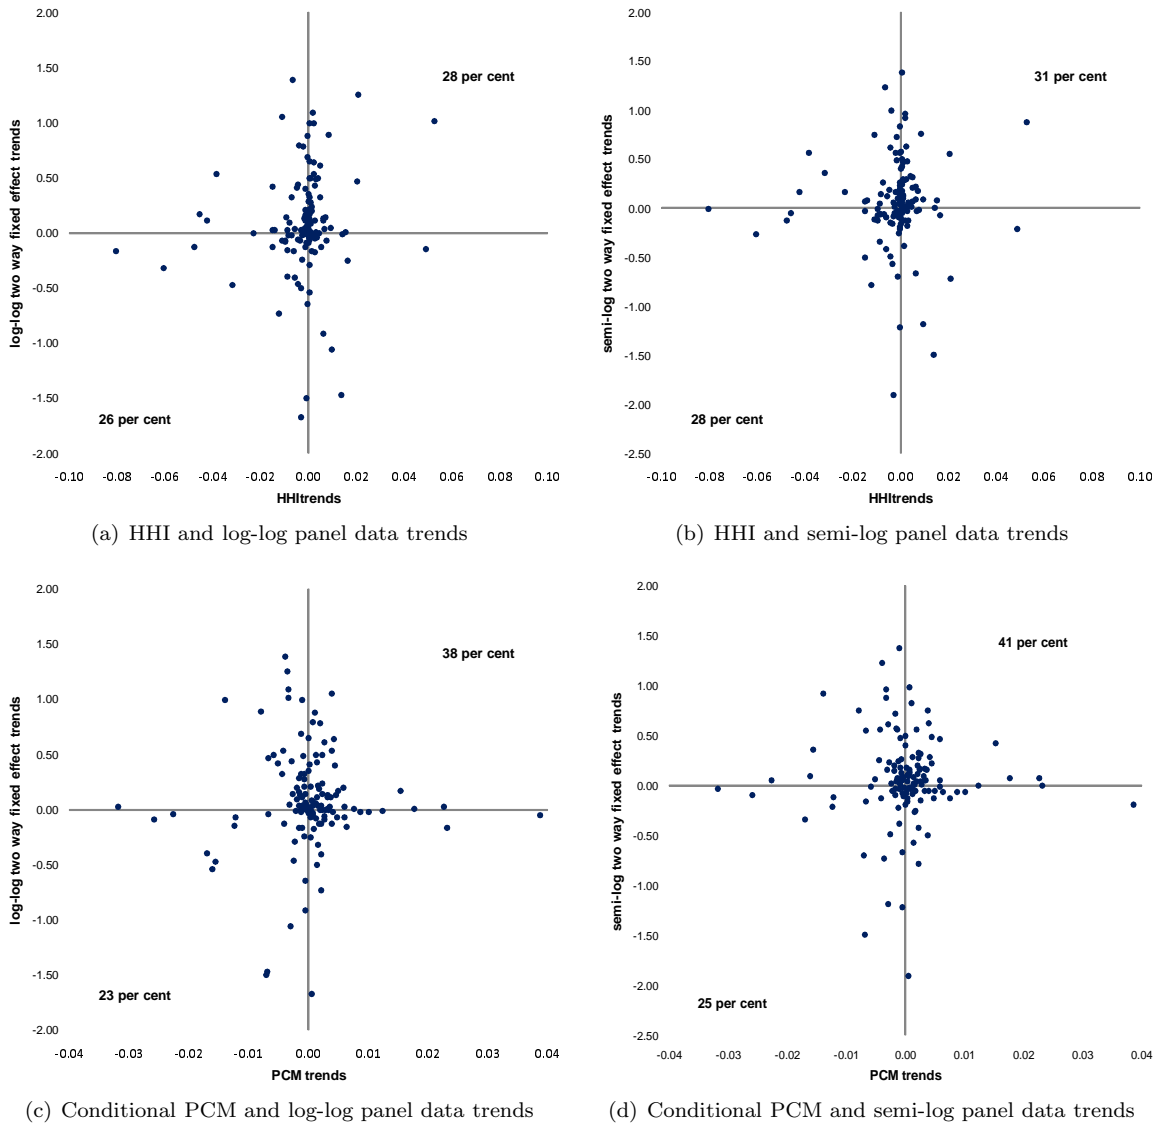 2.00
1.50
1.00
0.50
0.00
-0.50
-1.00
-1.50
-2.00
log-log two way fixed effect trends
28 per cent
26 per cent
-0.10 -0.08 -0.06 -0.04 -0.02 0.00 0.02 0.04 0.06 0.08 0.10
HHItrends
(a) HHI and log-log panel data trends
2.00
1.50
1.00
0.50
0.00
-0.50
-1.00
-1.50
-2.00
-2.50
semi-log two way fixed effect trends
31 per cent
28 per cent
-0.10 -0.08 -0.06 -0.04 -0.02 0.00 0.02 0.04 0.06 0.08 0.10
HHItrends
(b) HHI and semi-log panel data trends
2.00
1.50
1.00
0.50
0.00
-0.50
-1.00
-1.50
-2.00
log-log two way fixed effect trends
38 per cent
23 per cent
-0.04 -0.03 -0.02 -0.01 0.00 0.01 0.02 0.03 0.04
PCM trends
(c) Conditional PCM and log-log panel data trends
2.00
1.50
1.00
0.50
0.00
-0.50
-1.00
-1.50
-2.00
-2.50
semi-log two way fixed effect trends
41 per cent
25 per cent
-0.04 -0.03 -0.02 -0.01 0.00 0.01 0.02 0.03 0.04
PCM trends
(d) Conditional PCM and semi-log panel data trends